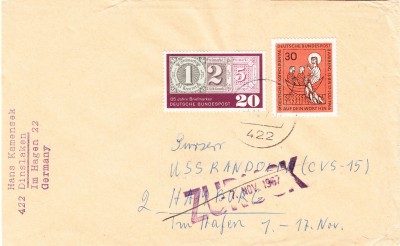 Hans Kamensek
422 Dinslaken
Im Hagen 22
Germany
1 2 5
125 Jahre Briefmarken
DEUTSCHE BUNDESPOST
20
DEUTSCHE BUNDESPOST
30
422
USS RANDOLPH (CVS-15)
2 HAMBURG
ZURÜCK
NOV. 1967
Im Hafen 7. - 17. Nov.